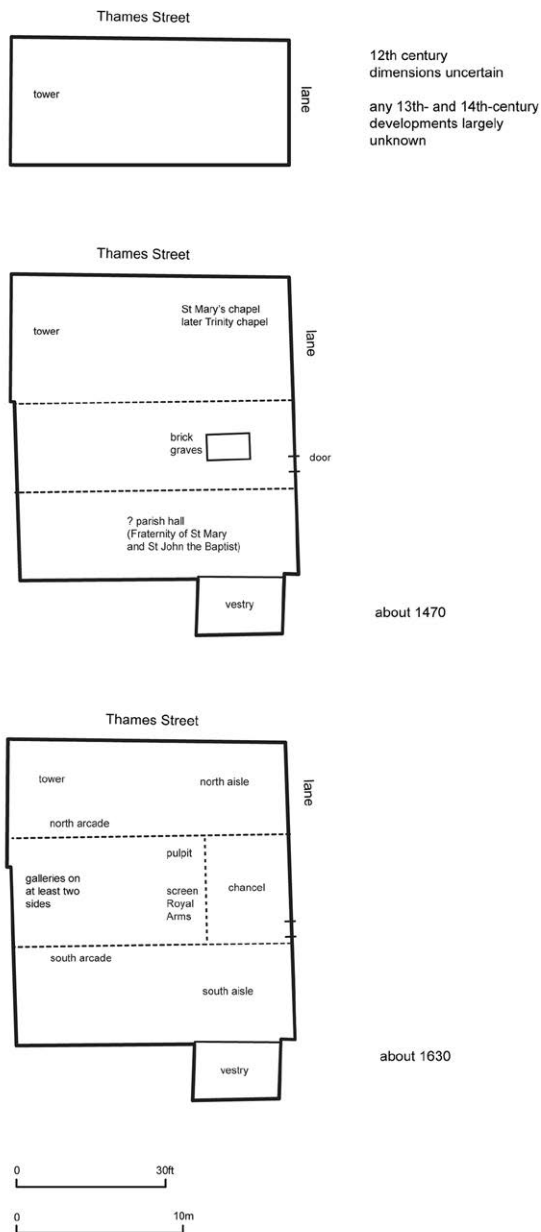 Thames Street
tower
lane
12th century
dimensions uncertain
any 13th- and 14th-century
developments largely
unknown
Thames Street
tower
St Mary's chapel
later Trinity chapel
lane
brick
graves
door
? parish hall
(Fraternity of St Mary
and St John the Baptist)
vestry
about 1470
Thames Street
tower
north aisle
lane
north arcade
pulpit
galleries on
at least two
sides
screen
Royal
Arms
chancel
south arcade
south aisle
vestry
about 1630
0
30ft
0
10m